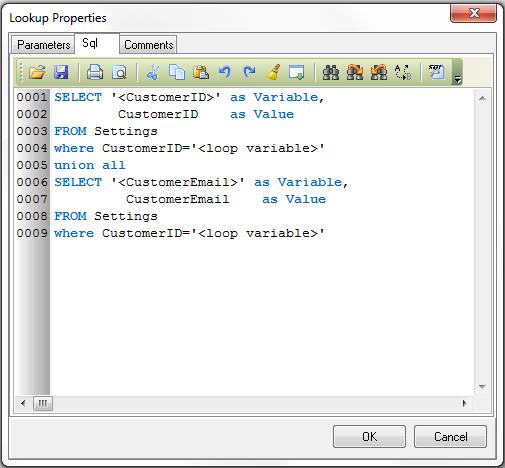 Lookup Properties
Parameters Sql Comments
0001 SELECT '<CustomerID>' as Variable,
0002 CustomerID as Value
0003 FROM Settings
0004 where CustomerID='<loop variable>'
0005 union all
0006 SELECT '<CustomerEmail>' as Variable,
0007 CustomerEmail as Value
0008 FROM Settings
0009 where CustomerID='<loop variable>'
OK Cancel